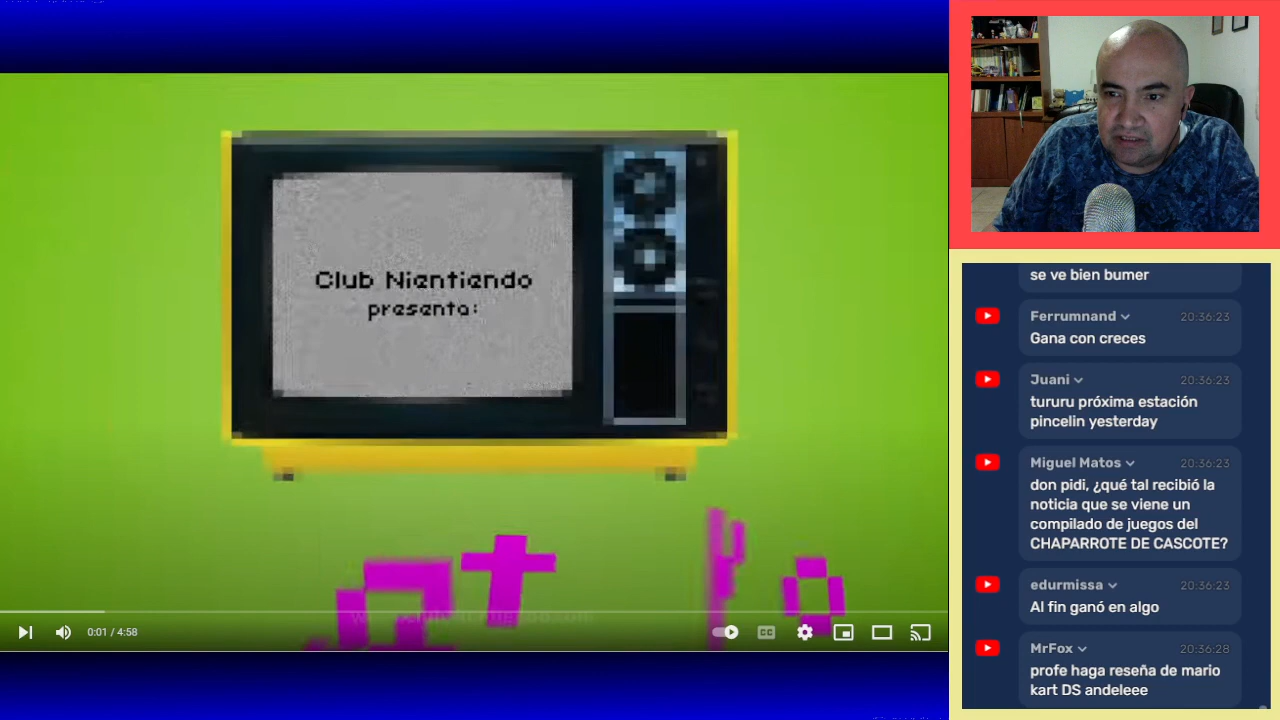 Club Nientiendo
presenta:
0:01 / 4:58
CC
se ve bien bumer
Ferrumnand 20:36:23
Gana con creces
Juani 20:36:23
tururu próxima estación
pincelin yesterday
Miguel Matos 20:36:23
don pidi, ¿qué tal recibió la
noticia que se viene un
compilado de juegos del
CHAPARROTE DE CASCOTE?
edurmissa 20:36:23
Al fin ganó en algo
MrFox 20:36:28
profe haga reseña de mario
kart DS andeleee